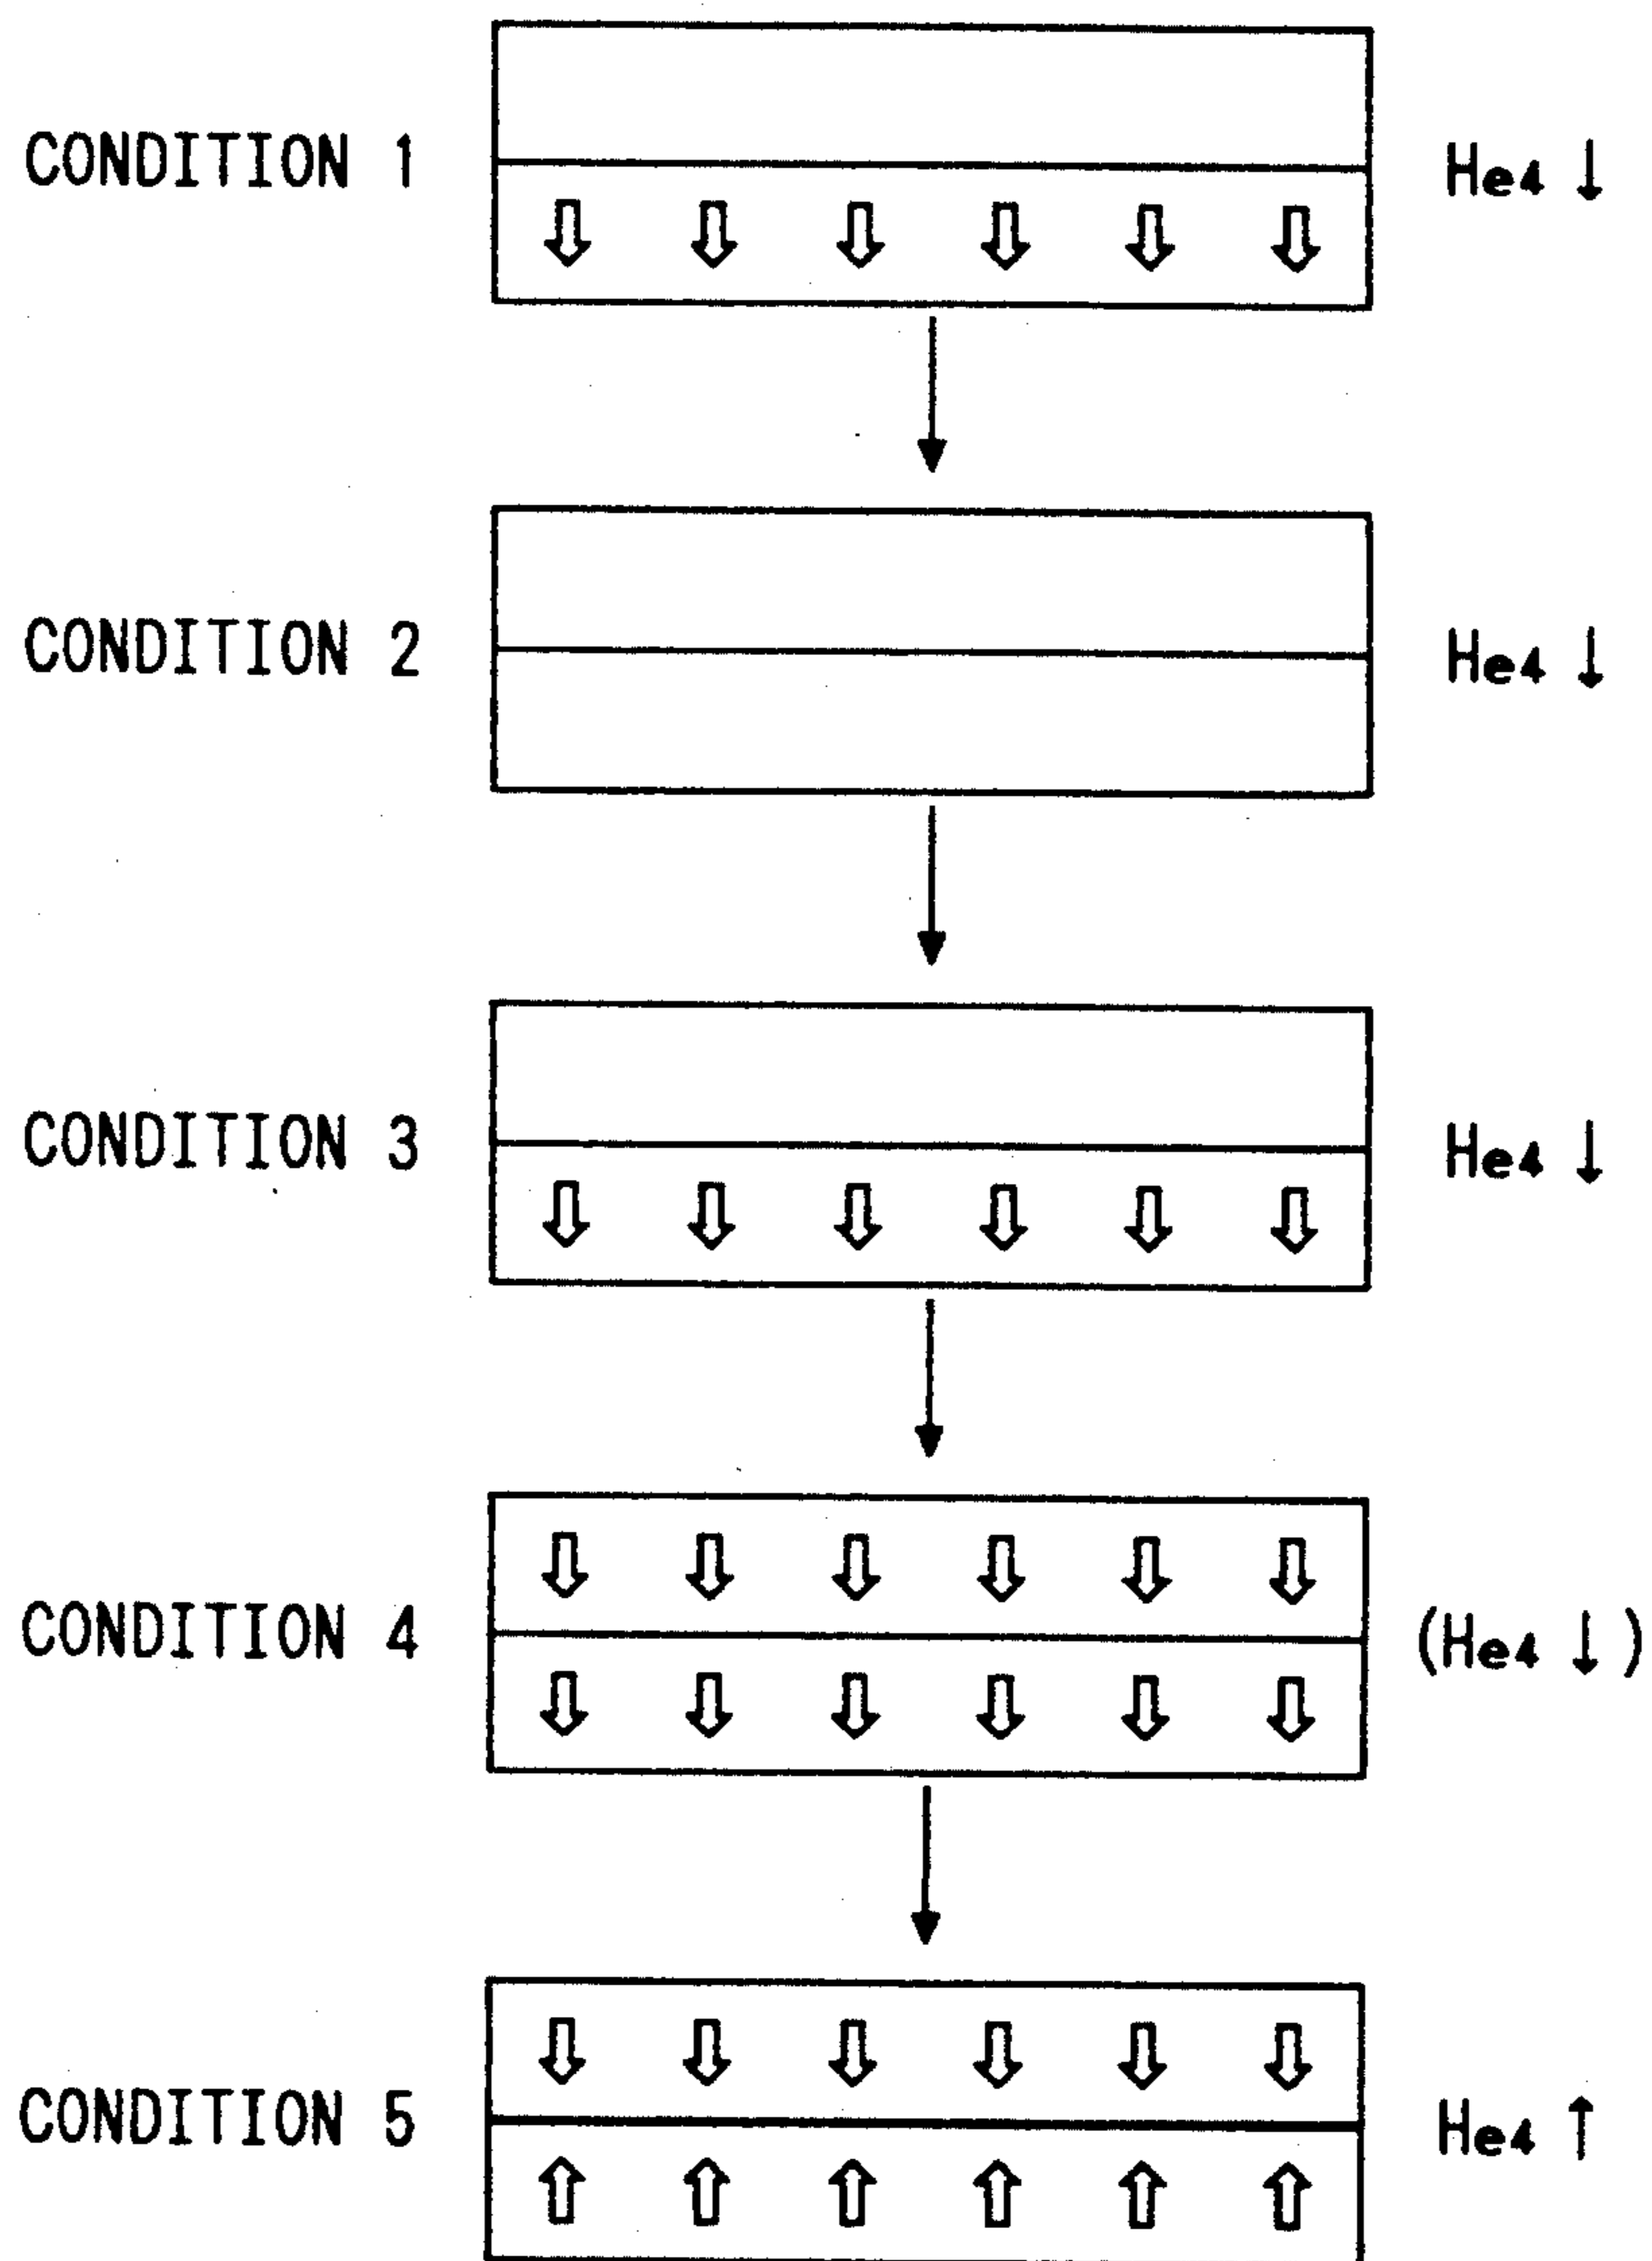 CONDITION 1 He4 ↓
CONDITION 2 He4 ↓
CONDITION 3 He4 ↓
CONDITION 4 (He4 ↓)
CONDITION 5 He4 ↑